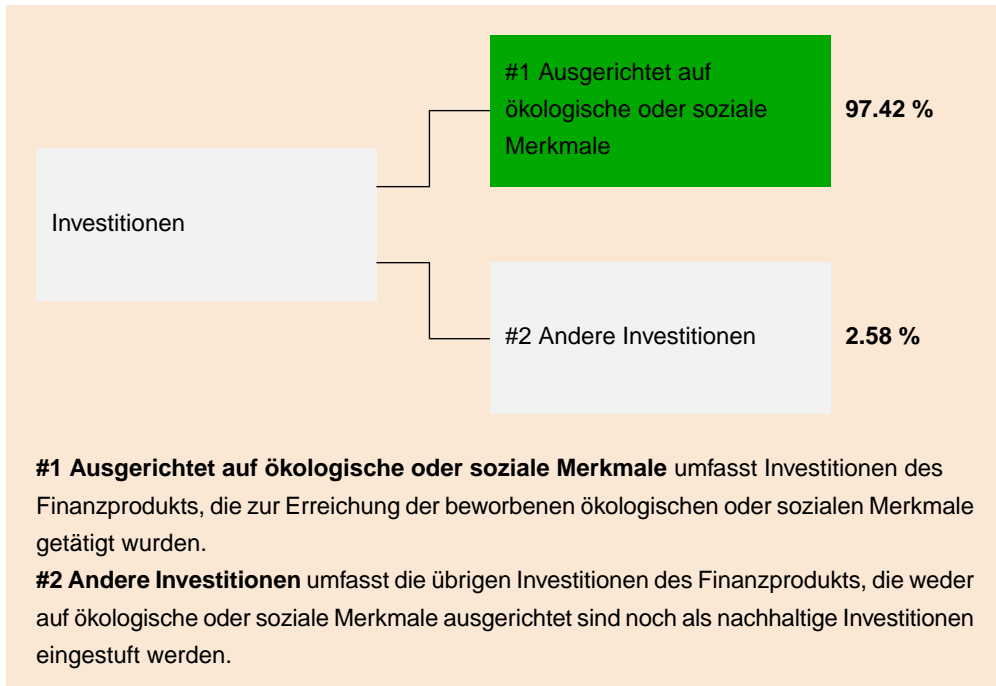 #1 Ausgerichtet auf
ökologische oder soziale
Merkmale
97.42 %
Investitionen
#2 Andere Investitionen
2.58 %
#1 Ausgerichtet auf ökologische oder soziale Merkmale umfasst Investitionen des
Finanzprodukts, die zur Erreichung der beworbenen ökologischen oder sozialen Merkmale
getätigt wurden.
#2 Andere Investitionen umfasst die übrigen Investitionen des Finanzprodukts, die weder
auf ökologische oder soziale Merkmale ausgerichtet sind noch als nachhaltige Investitionen
eingestuft werden.